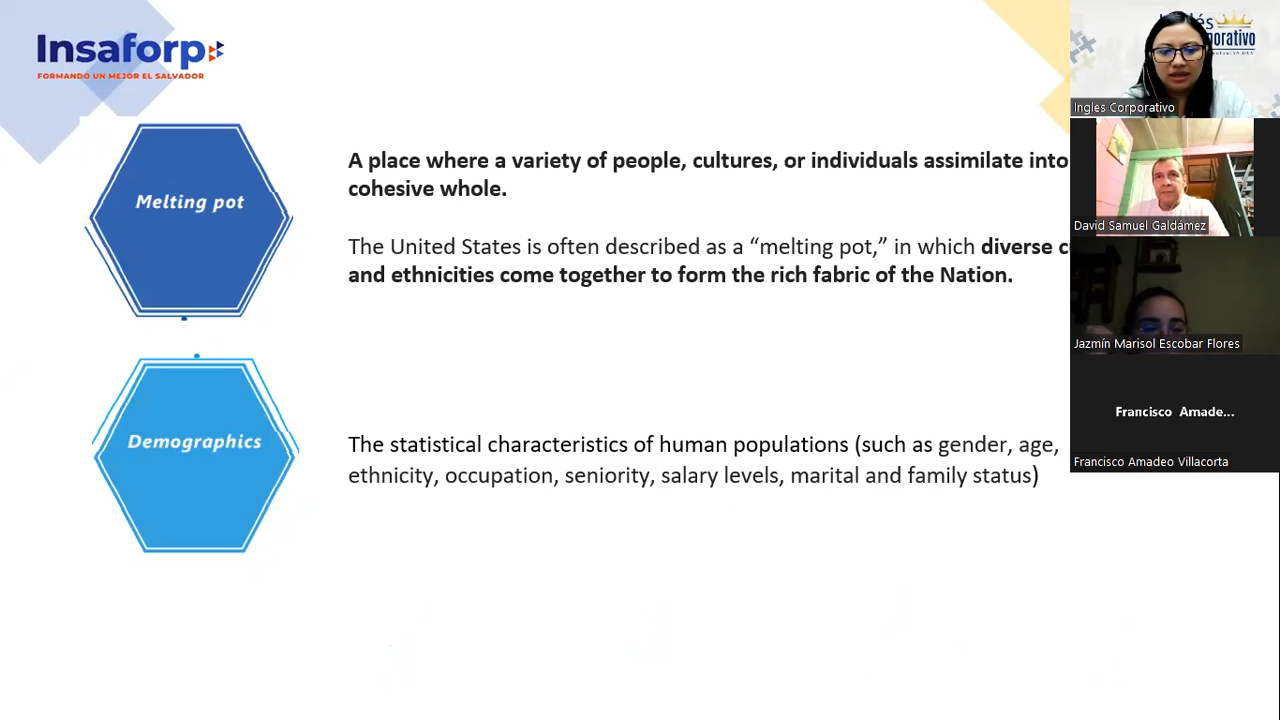 Insaforp
FORMANDO UN MEJOR EL SALVADOR
Melting pot
A place where a variety of people, cultures, or individuals assimilate into
cohesive whole.
The United States is often described as a “melting pot,” in which diverse
and ethnicities come together to form the rich fabric of the Nation.
Demographics
The statistical characteristics of human populations (such as gender, age,
ethnicity, occupation, seniority, salary levels, marital and family status)
Ingles Corporativo
David Samuel Galdámez
Jazmín Marisol Escobar Flores
Francisco Amade...
Francisco Amadeo Villacorta